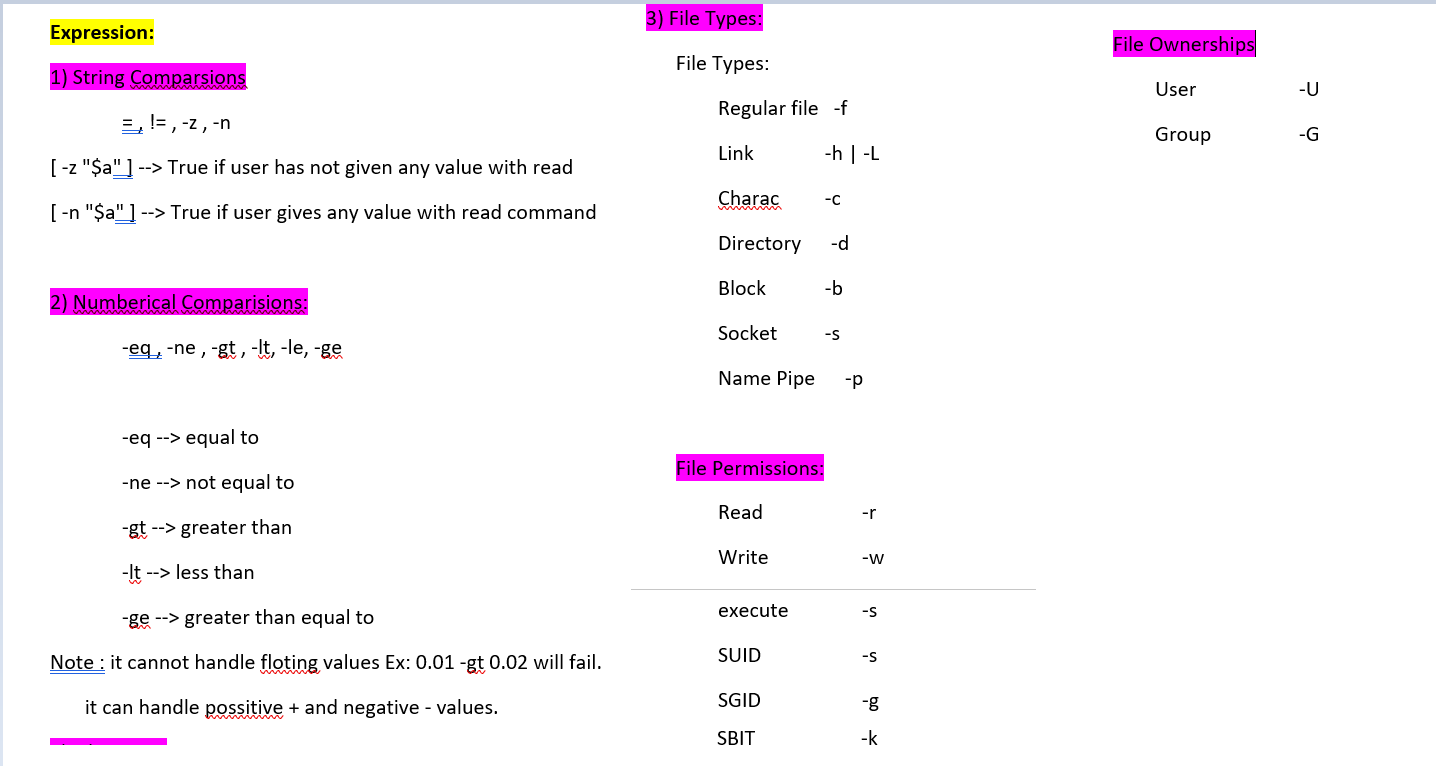 Expression:
1) String Comparsions
= , != , -z , -n
[ -z "$a" ] --> True if user has not given any value with read
[ -n "$a" ] --> True if user gives any value with read command
2) Numberical Comparisions:
-eq , -ne , -gt , -lt, -le, -ge
-eq --> equal to
-ne --> not equal to
-gt --> greater than
-lt --> less than
-ge --> greater than equal to
Note : it cannot handle floting values Ex: 0.01 -gt 0.02 will fail.
it can handle possitive + and negative - values.
3) File Types:
File Types:
Regular file -f
Link -h | -L
Charac -c
Directory -d
Block -b
Socket -s
Name Pipe -p
File Permissions:
Read -r
Write -w
execute -s
SUID -s
SGID -g
SBIT -k
File Ownerships
User -U
Group -G